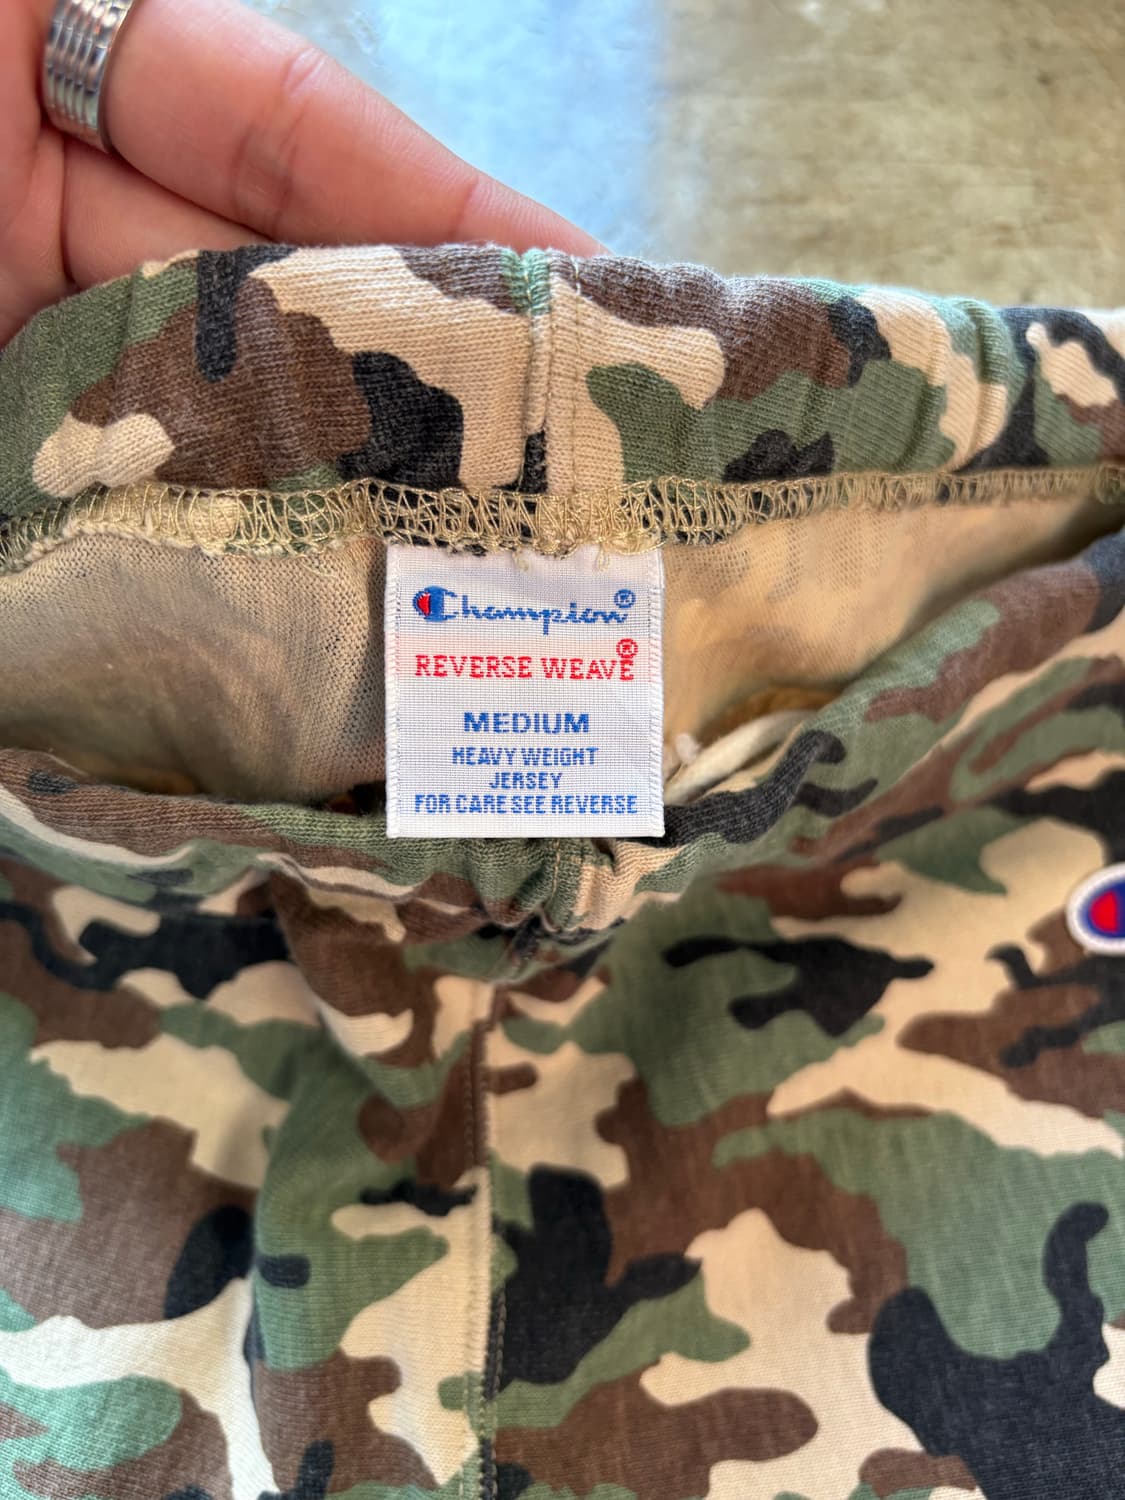 Champion®
REVERSE WEAVE®
MEDIUM
HEAVY WEIGHT
JERSEY
FOR CARE SEE REVERSE